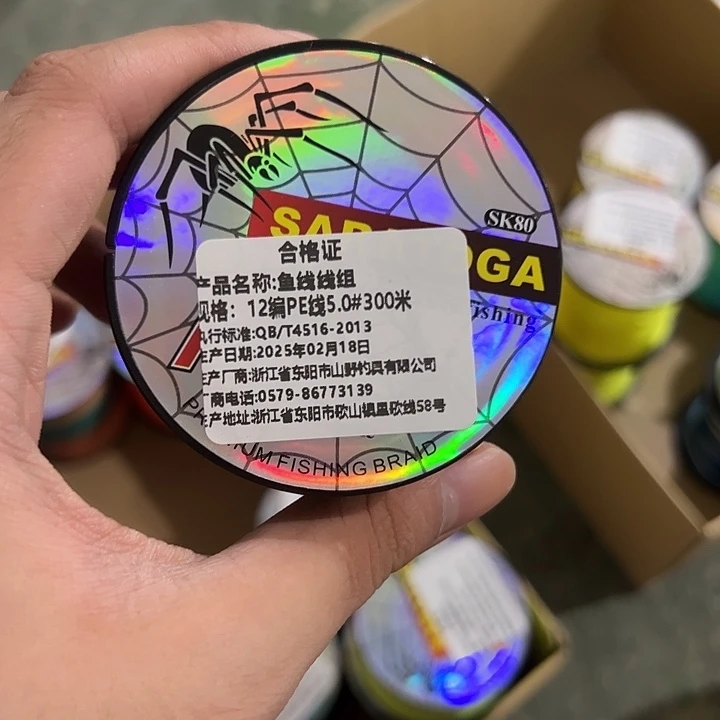 SK80
OGA
合格证
产品名称:鱼线线组
规格：12编PE线5.0#300米
执行标准:QB/T4516-2013
生产日期:2025年02月18日
生产厂商:浙江省东阳市山野钓具有限公司
厂商电话:0579-86773139
生产地址:浙江省东阳市歌山镇里欧线58号
fishing
UM FISHING BRAID